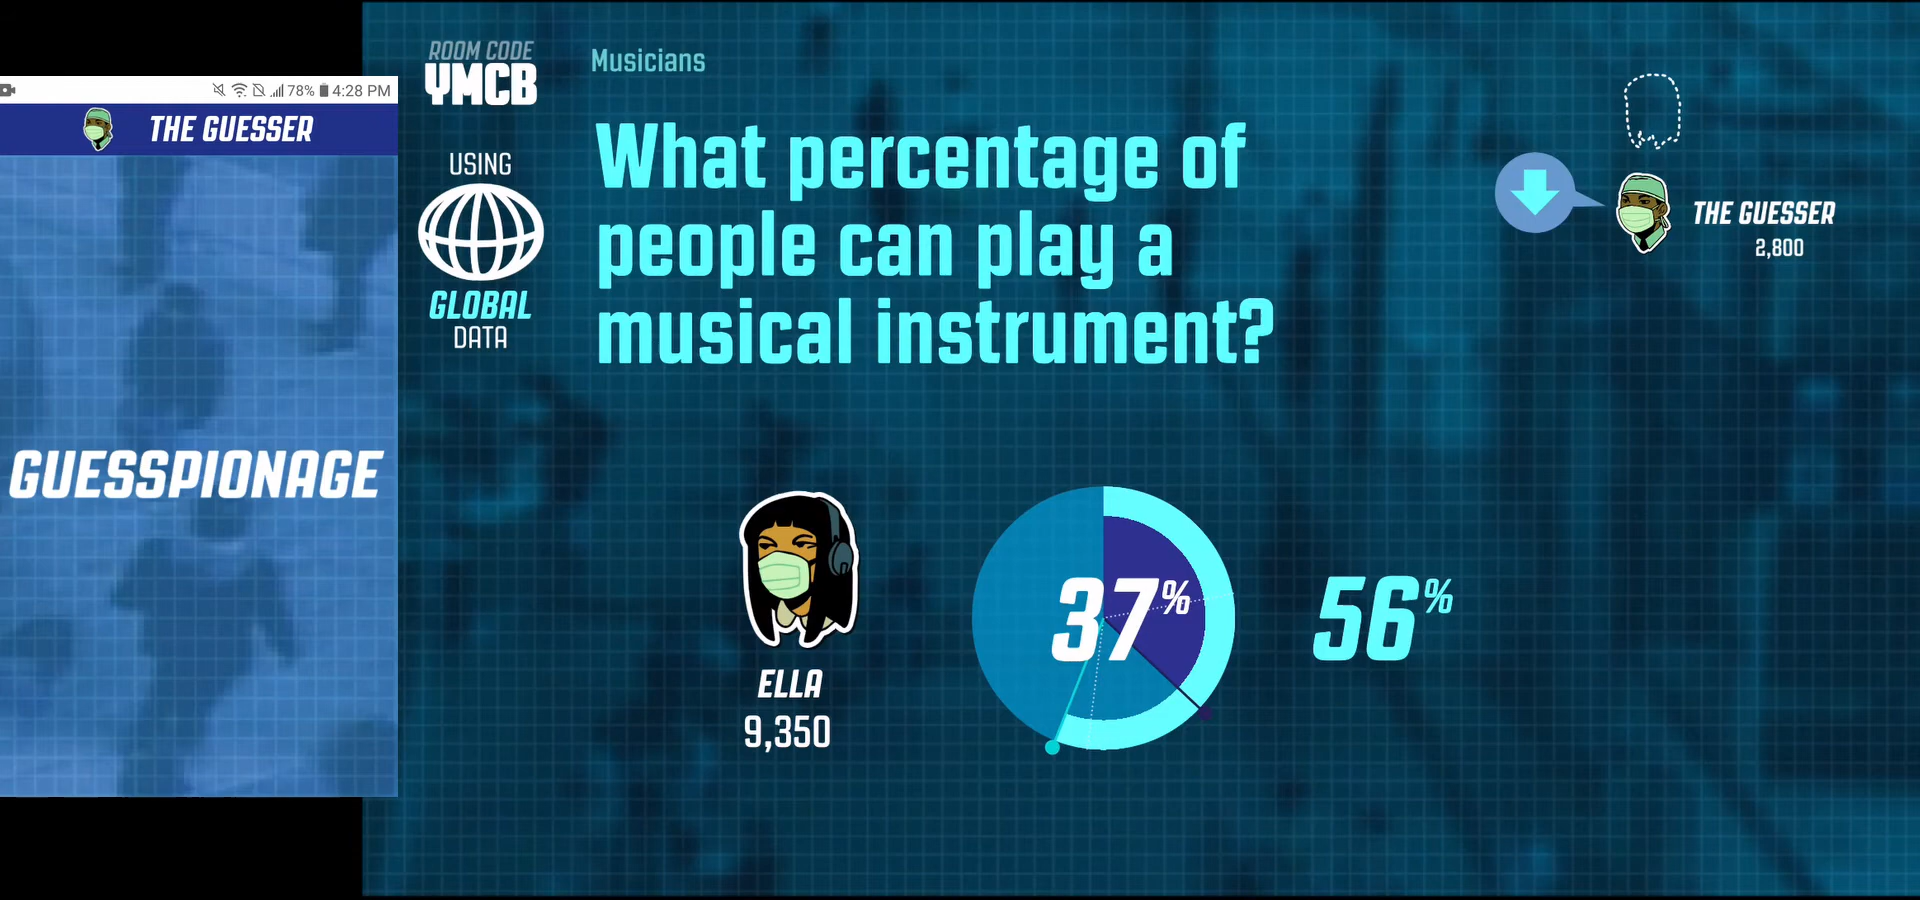 78% 4:28 PM
THE GUESSER
GUESSPIONAGE
ROOM CODE
YMCB
USING
GLOBAL
DATA
Musicians
What percentage of
people can play a
musical instrument?
THE GUESSER
2,800
37%
56%
ELLA
9,350